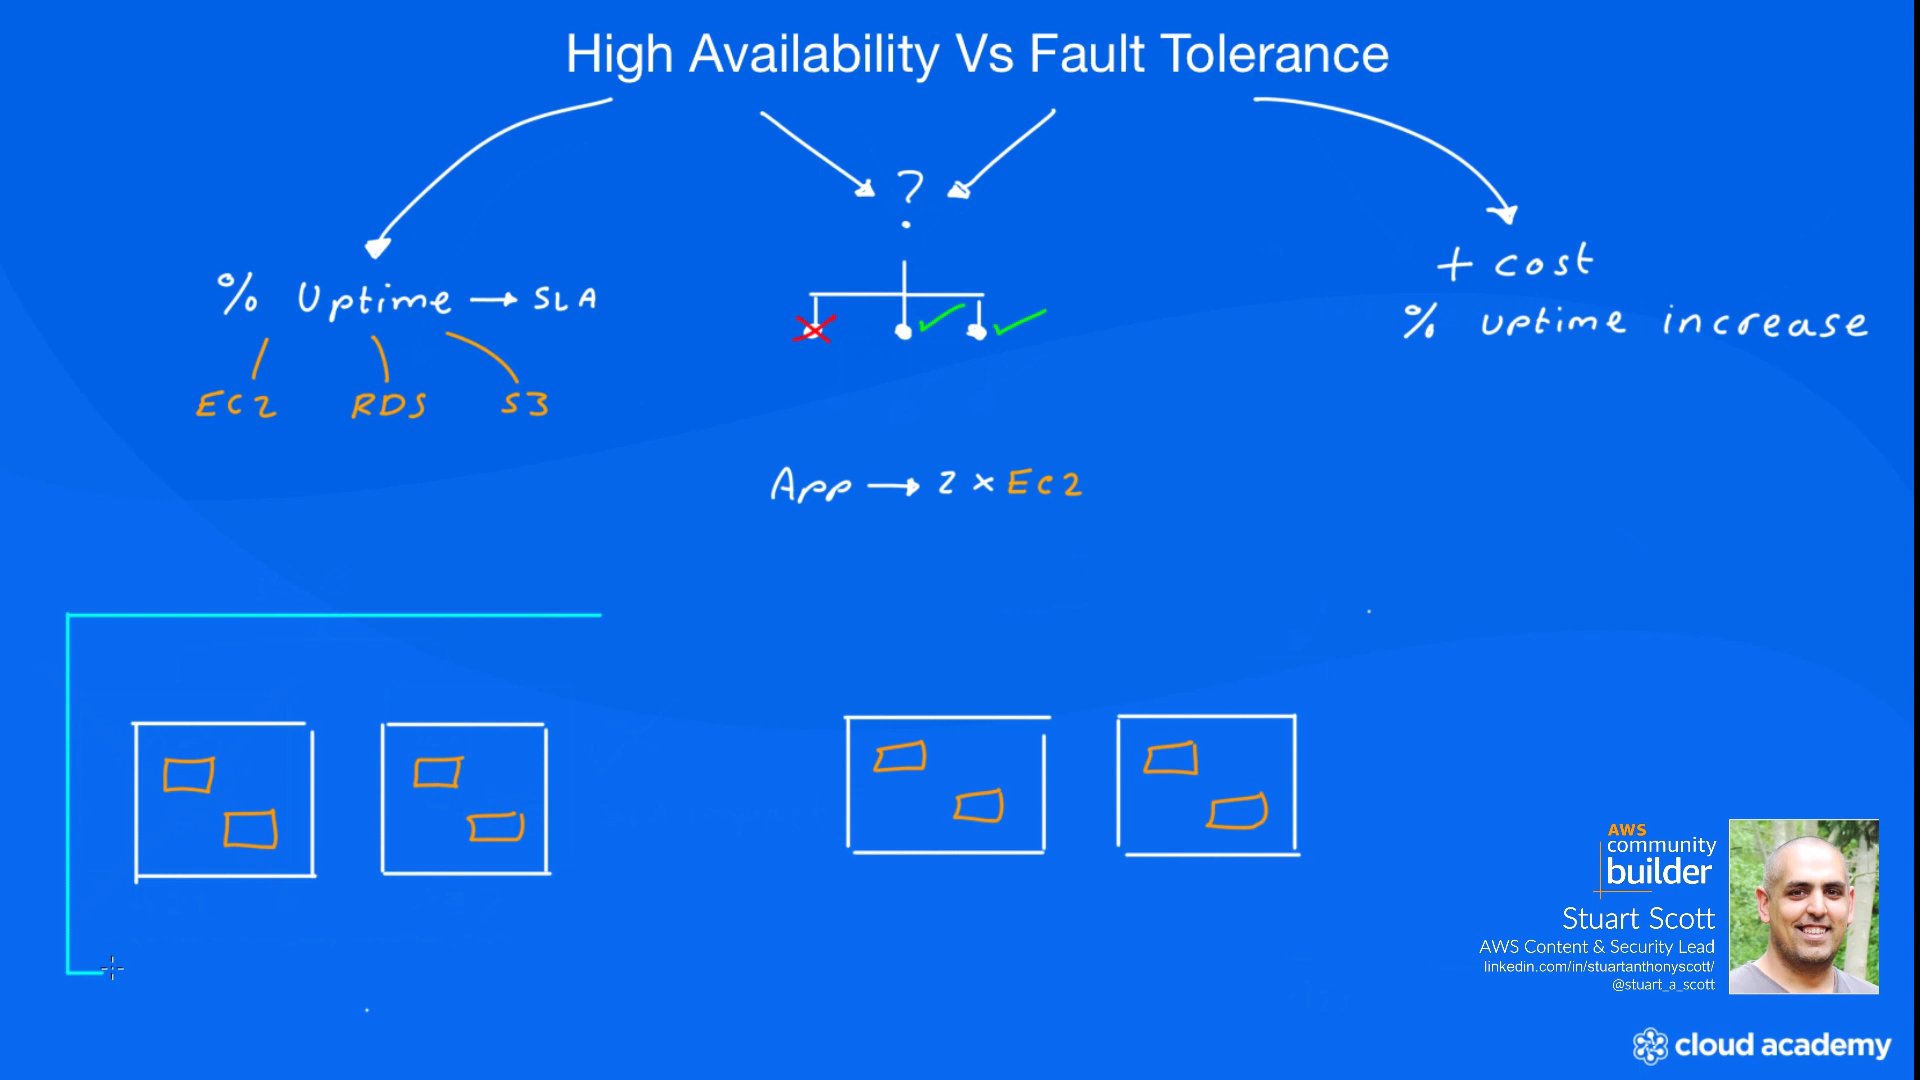 High Availability Vs Fault Tolerance
?
% Uptime → SLA
EC2 RDS S3
+ cost
% uptime increase
App → 2 × EC2
AWS
community
builder
Stuart Scott
AWS Content & Security Lead
linkedin.com/in/stuartanthonyscott/
@stuart_a_scott
cloud academy